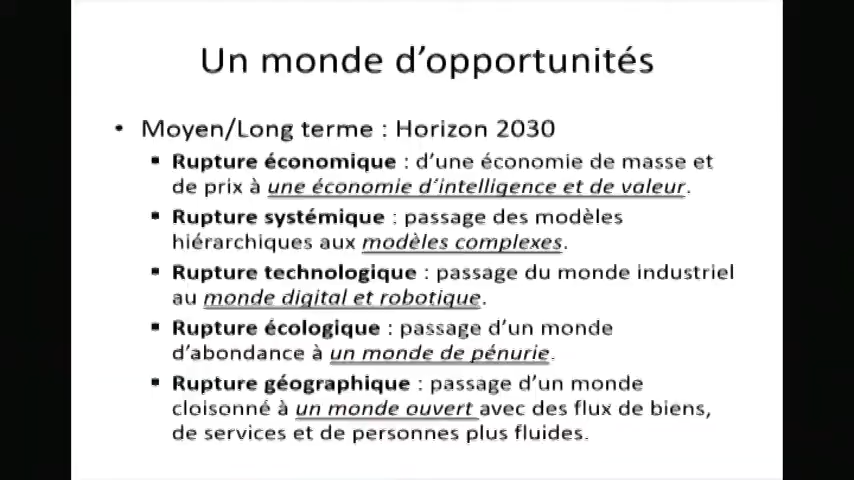 Un monde d’opportunités
• Moyen/Long terme : Horizon 2030
▪ Rupture économique : d’une économie de masse et
de prix à une économie d’intelligence et de valeur.
▪ Rupture systémique : passage des modèles
hiérarchiques aux modèles complexes.
▪ Rupture technologique : passage du monde industriel
au monde digital et robotique.
▪ Rupture écologique : passage d’un monde
d’abondance à un monde de pénurie.
▪ Rupture géographique : passage d’un monde
cloisonné à un monde ouvert avec des flux de biens,
de services et de personnes plus fluides.